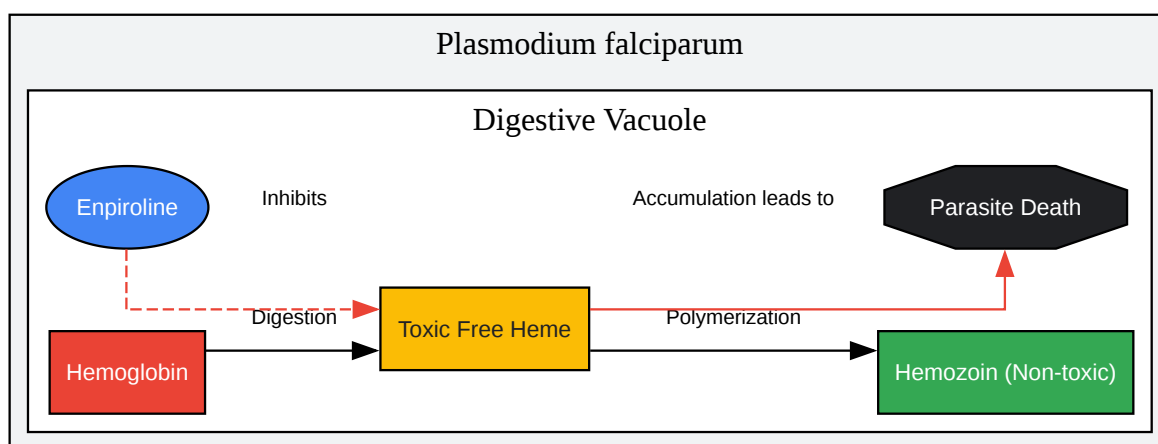 Plasmodium falciparum
Digestive Vacuole
Enpiroline
Inhibits
Accumulation leads to
Parasite Death
Digestion
Toxic Free Heme
Polymerization
Hemoglobin
Hemozoin (Non-toxic)